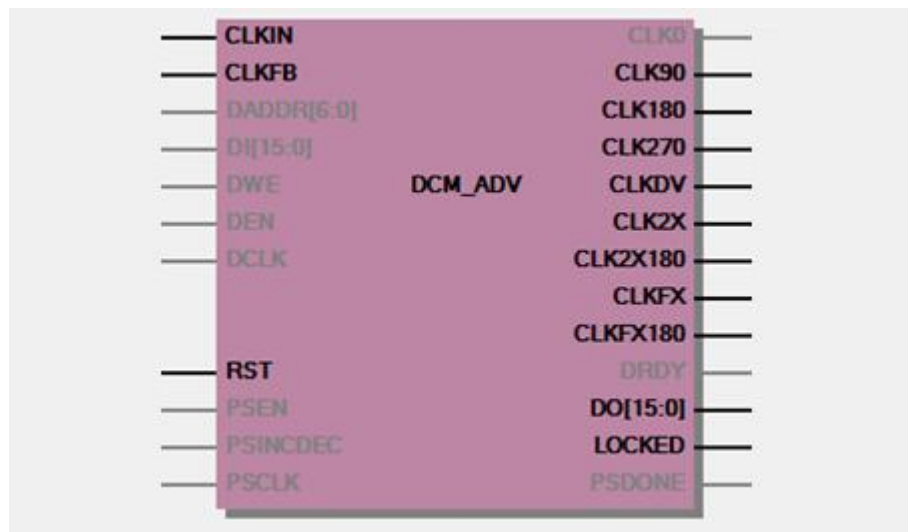 CLKIN CLK0
CLKFB CLK90
DADDR[6:0] CLK180
DI[15:0] CLK270
DWE DCM_ADV CLKDV
DEN CLK2X
DCLK CLK2X180
CLKFX
CLKFX180
RST DRDY
PSEN DO[15:0]
PSINCDEC LOCKED
PSCLK PSDONE